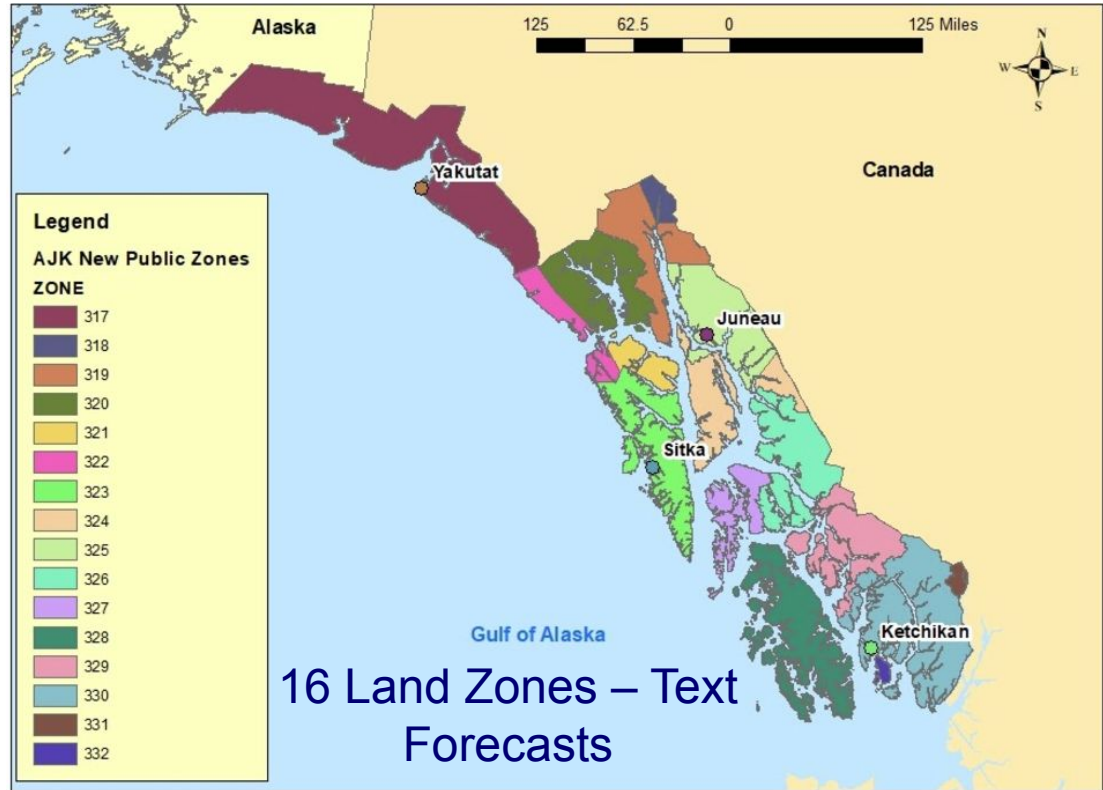 Alaska
125 62.5 0 125 Miles
N
W E
S
Yakutat
Canada
Legend
AJK New Public Zones
ZONE
317
318
319
320
321
322
323
324
325
326
327
328
329
330
331
332
Juneau
Sitka
Gulf of Alaska
Ketchikan
16 Land Zones – Text
Forecasts